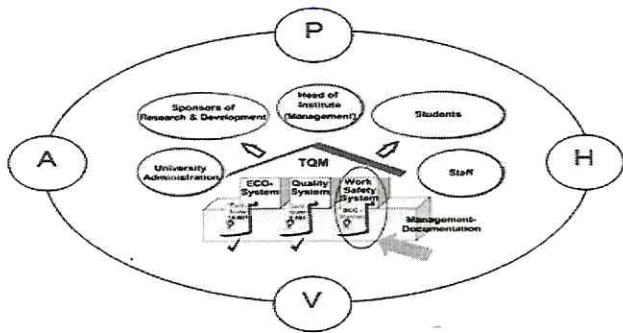 P
Sponsors of
Research & Development
Head of
Institute
(Management)
Students
A
University
Administration
TQM
Staff
H
ECO-
System
Quality
System
Work
Safety
System
SCC -
Management-
Documentation
V